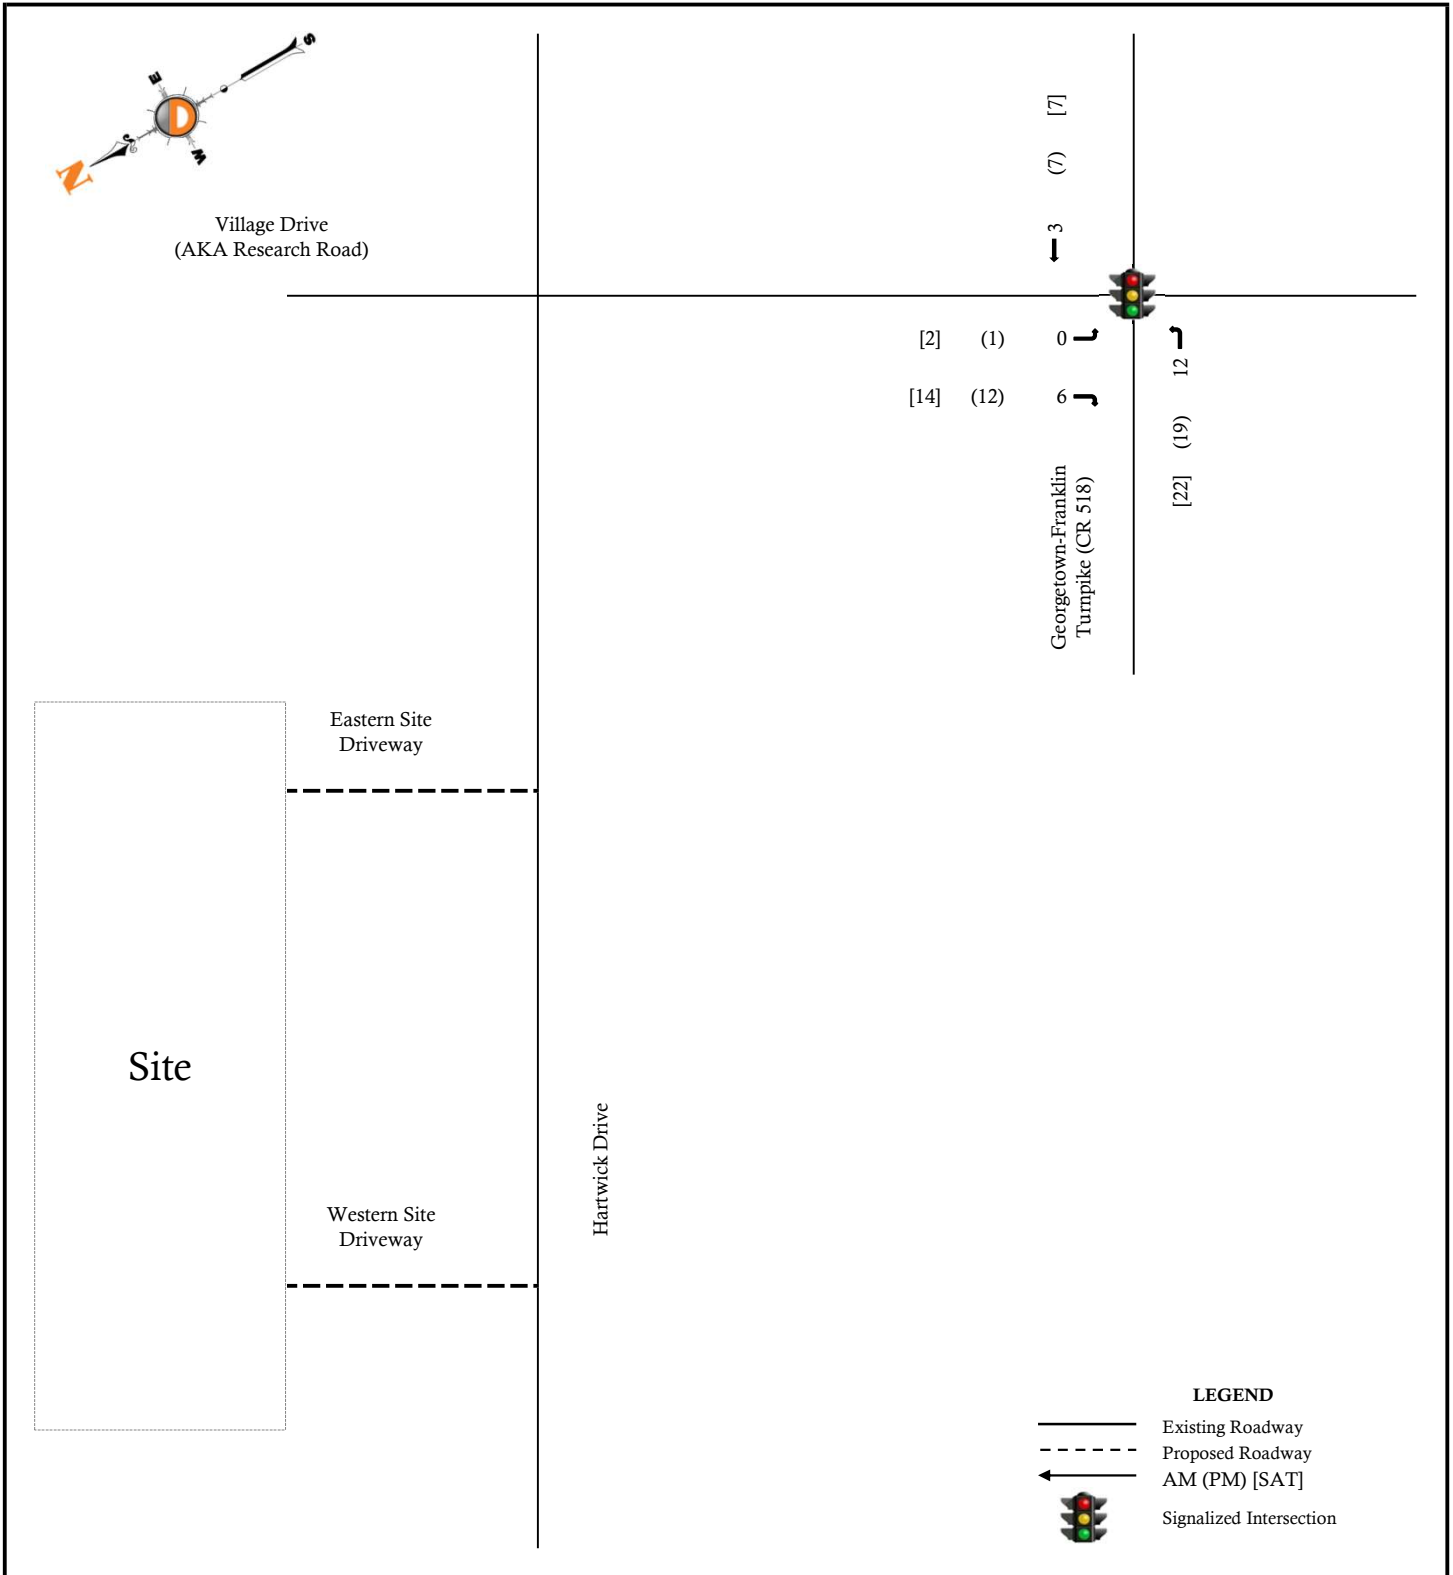 S
E
D
W
N
Village Drive
(AKA Research Road)
[7]
(7)
3
[2] (1) 0
[14] (12) 6
12
(19)
[22]
Georgetown-Franklin
Turnpike (CR 518)
Eastern Site
Driveway
Site
Western Site
Driveway
Hartwick Drive
LEGEND
Existing Roadway
Proposed Roadway
AM (PM) [SAT]
Signalized Intersection